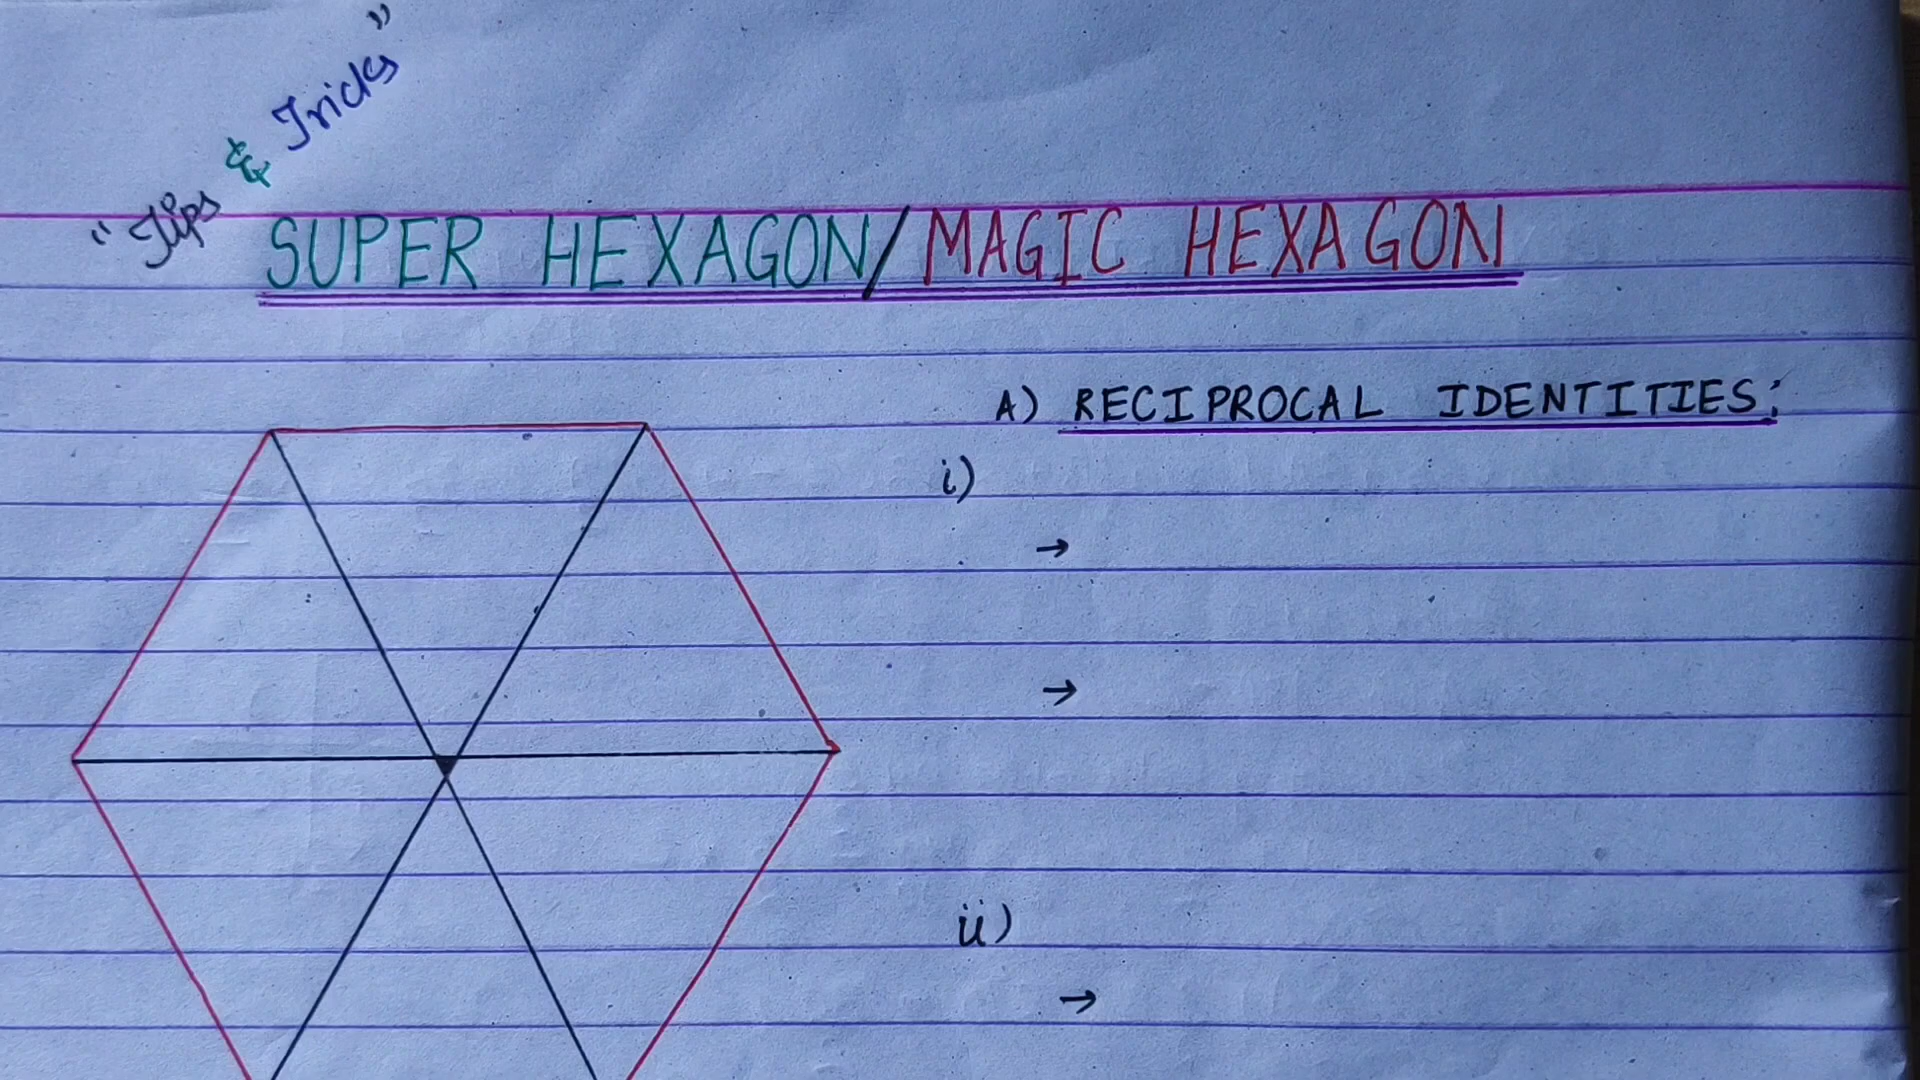 "Tips & Tricks"
SUPER HEXAGON/MAGIC HEXAGON
A) RECIPROCAL IDENTITIES:
i)
→
→
ii)
→